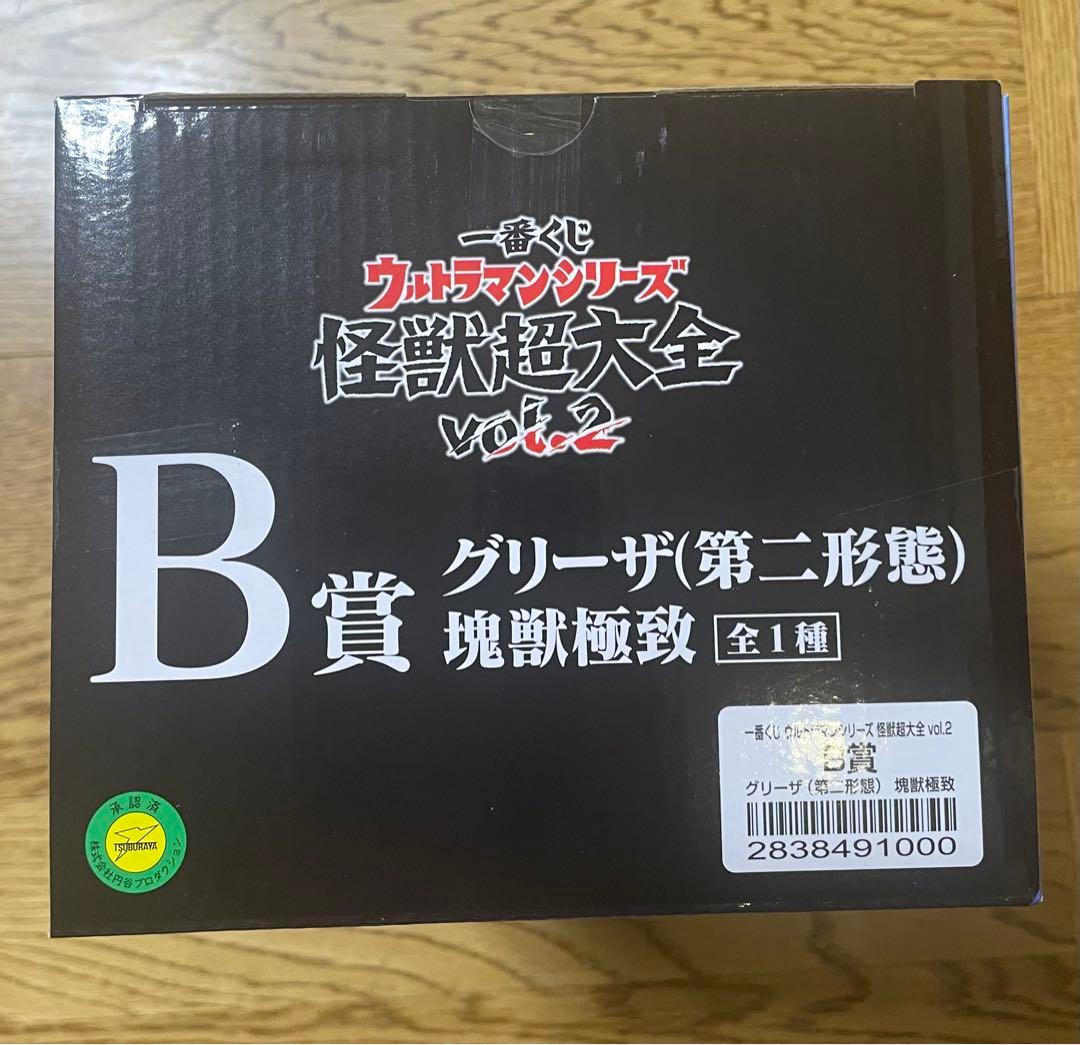 一番くじ
ウルトラマンシリーズ
怪獣超大全
vol.2
B賞
グリーザ(第二形態)
塊獣極致 全1種
一番くじ ウルトラマンシリーズ 怪獣超大全 vol.2
B賞
グリーザ(第二形態) 塊獣極致
2838491000
承認済
TSUBURAYA
株式会社円谷プロダクション